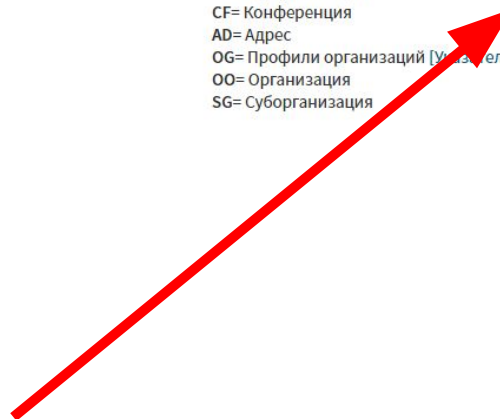 CF= Конференция
AD= Адрес
OG= Профили организаций
OO= Организация
SG= Суборганизация